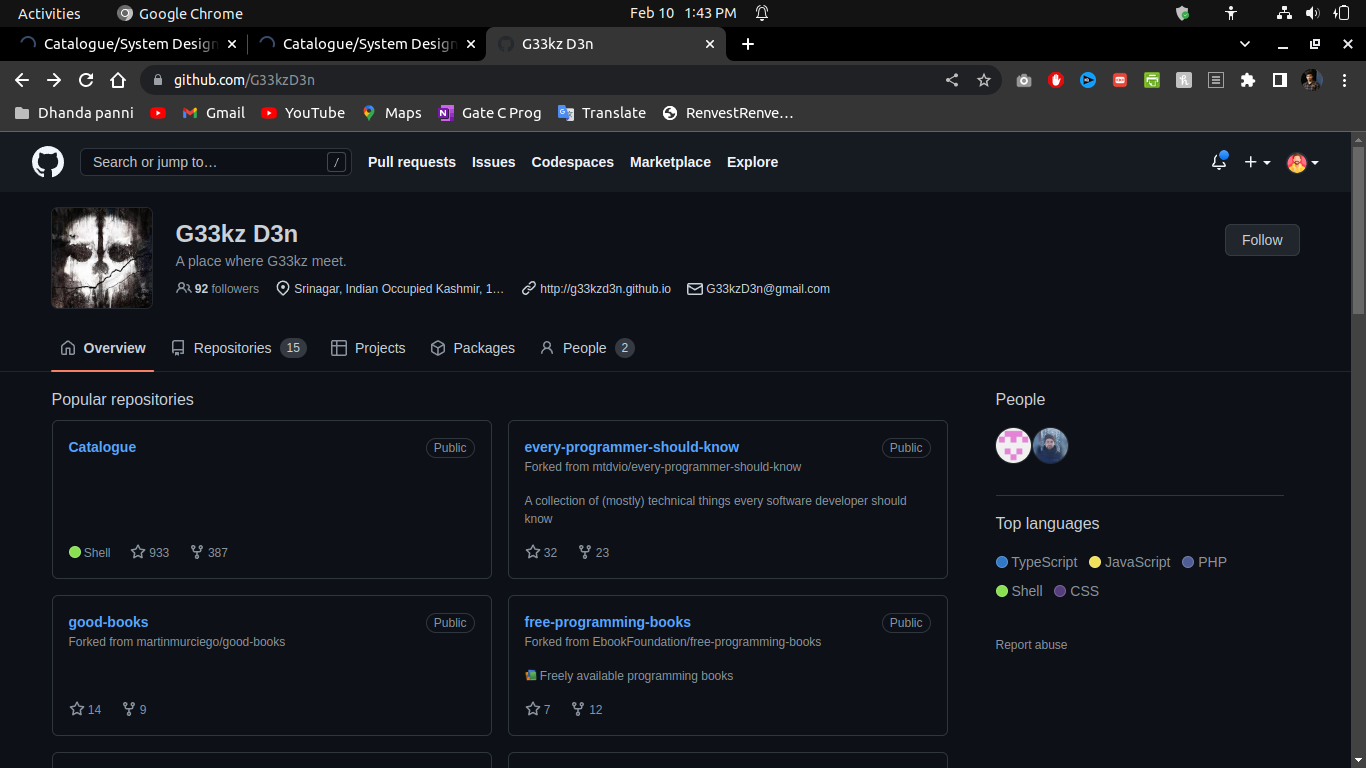 Activities Google Chrome Feb 10 1:43 PM
Catalogue/System Design Catalogue/System Design G33kz D3n
github.com/G33kzD3n
Dhanda panni Gmail YouTube Maps Gate C Prog Translate RenvestRenve…
Search or jump to… / Pull requests Issues Codespaces Marketplace Explore
G33kz D3n
Follow
A place where G33kz meet.
92 followers Srinagar, Indian Occupied Kashmir, 1… http://g33kzd3n.github.io G33KzD3n@gmail.com
Overview Repositories 15 Projects Packages People 2
Popular repositories
Catalogue Public
Shell 933 387
every-programmer-should-know Public
Forked from mtdvio/every-programmer-should-know
A collection of (mostly) technical things every software developer should
know
32 23
good-books Public
Forked from martinmurciego/good-books
14 9
free-programming-books Public
Forked from EbookFoundation/free-programming-books
📚 Freely available programming books
7 12
People
Top languages
TypeScript JavaScript PHP
Shell CSS
Report abuse